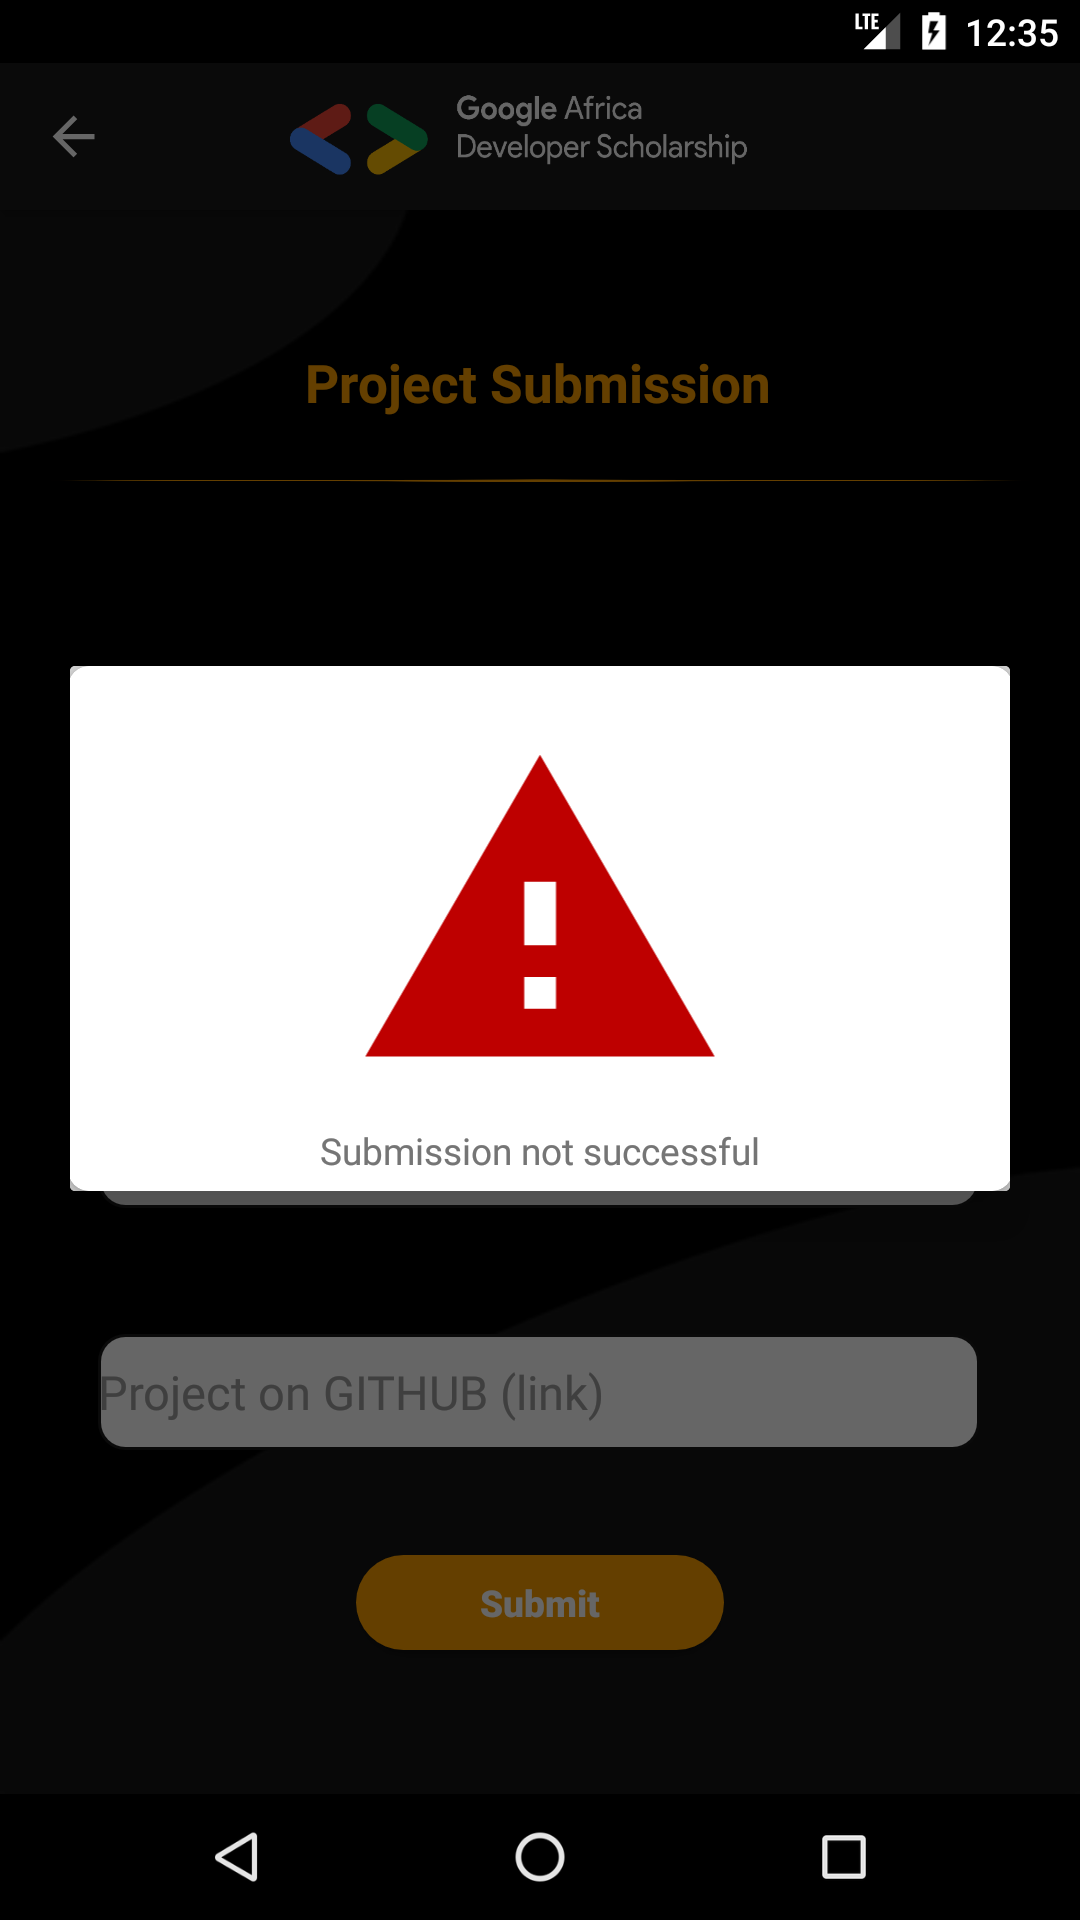 LTE 12:35
Google Africa
Developer Scholarship
Project Submission
Submission not successful
Project on GITHUB (link)
Submit